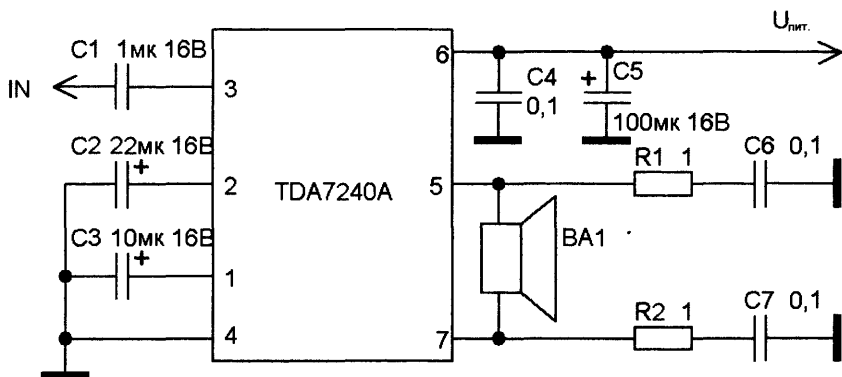 Uпит.
C1 1мк 16В
6
IN
3
C4
0,1
+ C5
100мк 16В
C2 22мк 16В
+
2
TDA7240A
5
R1 1
C6 0,1
C3 10мк 16В
+
1
BA1
4
7
R2 1
C7 0,1